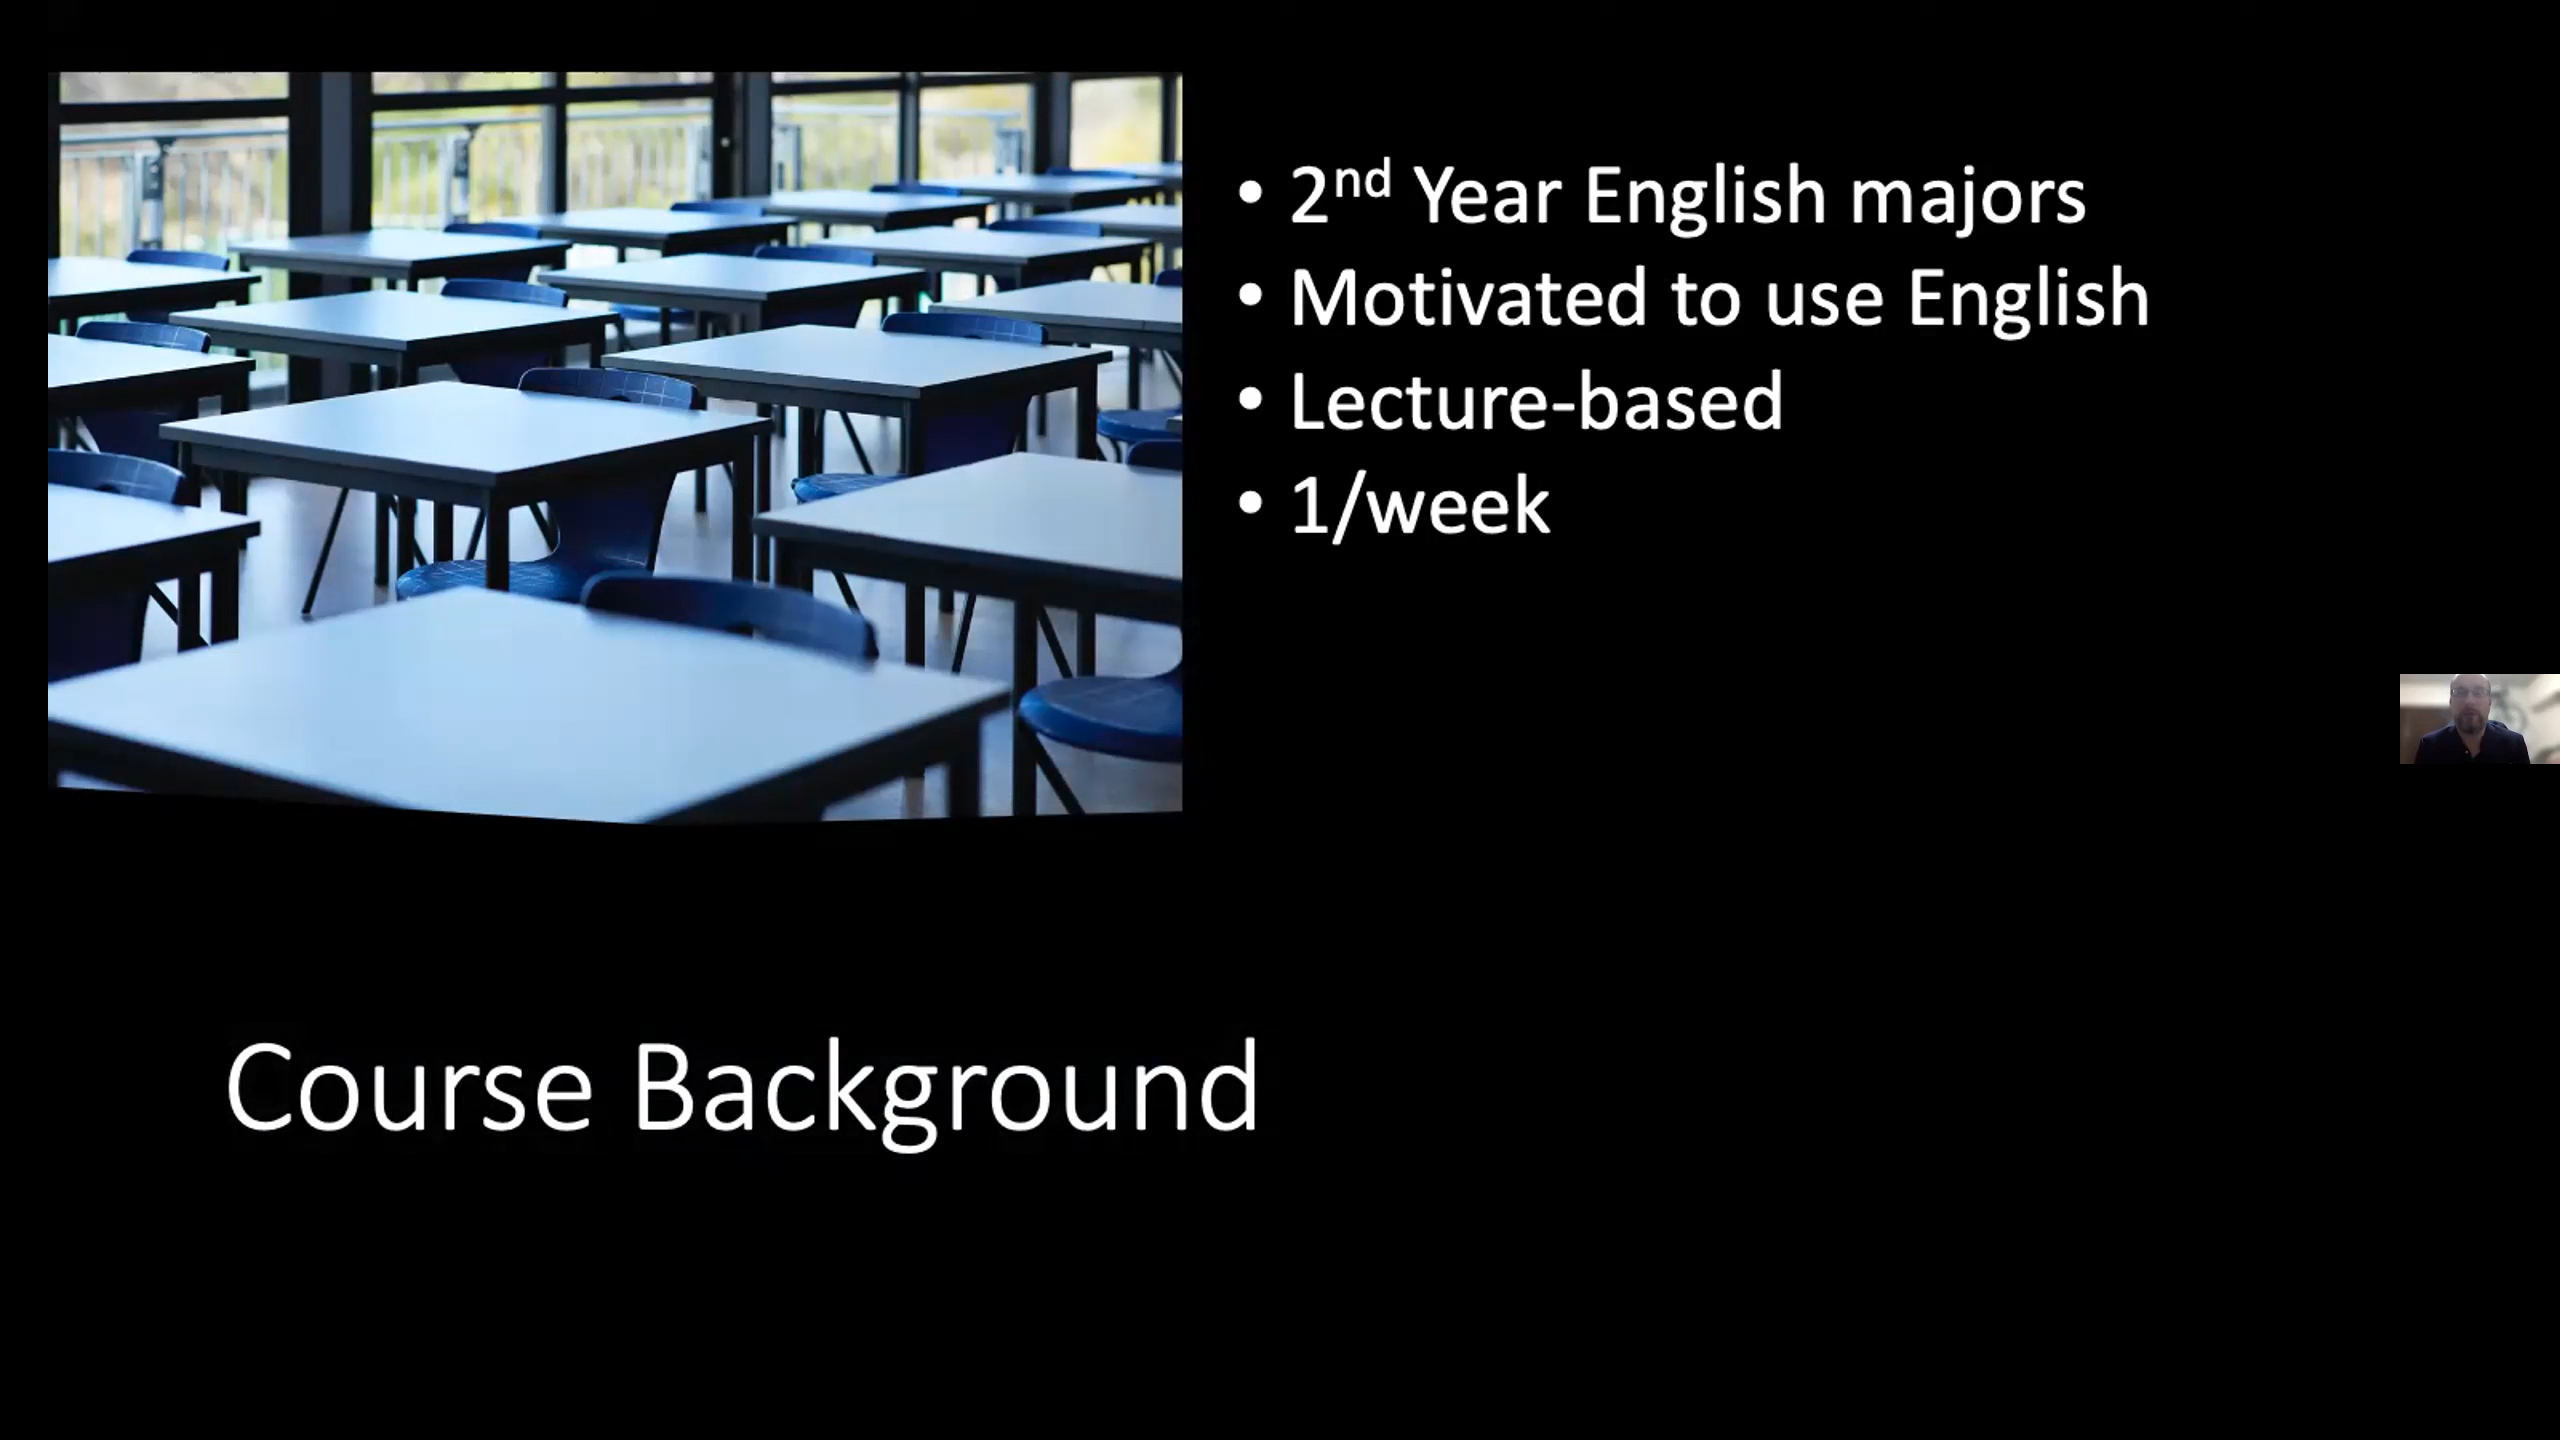 • 2nd Year English majors
• Motivated to use English
• Lecture-based
• 1/week
Course Background